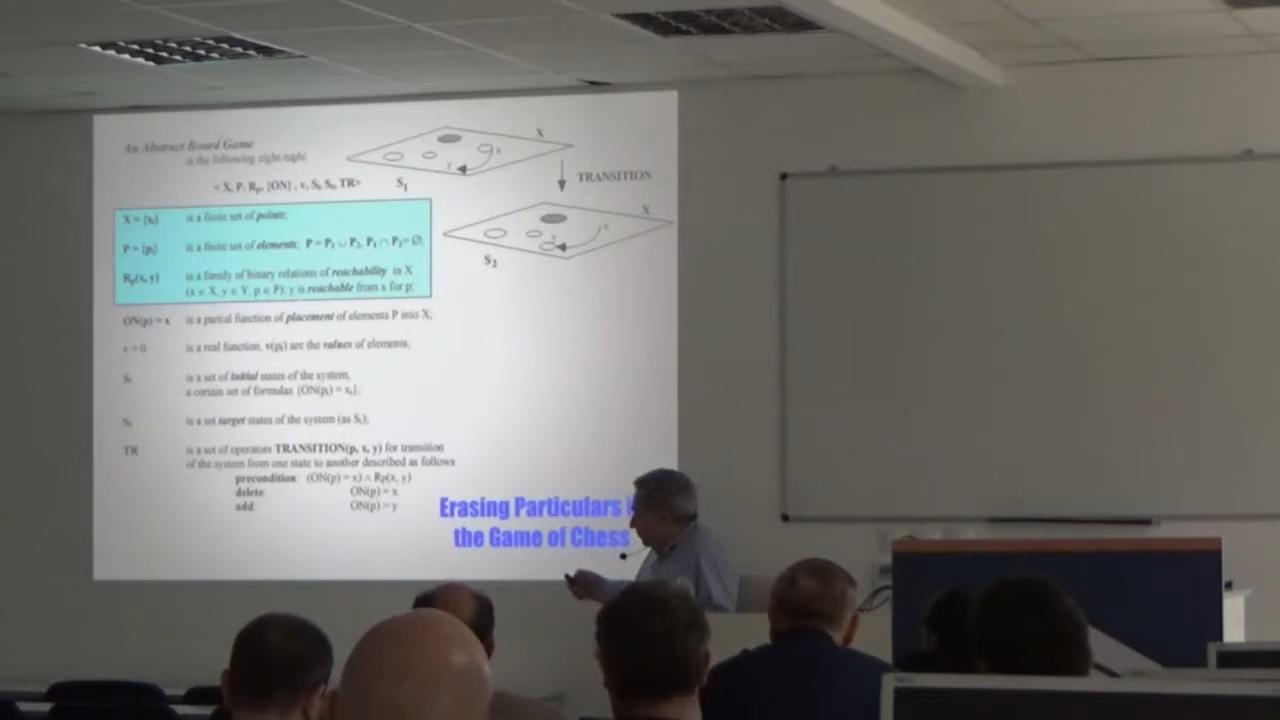 An Abstract Board Game
is the following eight-tuple
< X, P, Rp, {ON}, v, Si, St, TR>
X = {xi} is a finite set of points;
P = {pi} is a finite set of elements; P = P1 ∪ P2, P1 ∩ P2 = ∅;
Rp(x, y) is a family of binary relations of reachability in X
(x ∈ X, y ∈ Y, p ∈ P); y is reachable from x for p;
ON(p) = x is a partial function of placement of elements P into X;
v > 0 is a real function, v(pi) are the values of elements;
Si is a set of initial states of the system,
a certain set of formulas {ON(pi) = xi};
St is a set target states of the system (as Si);
TR is a set of operators TRANSITION(p, x, y) for transition
of the system from one state to another described as follows
precondition: (ON(p) = x) ∧ Rp(x, y)
delete: ON(p) = x
add: ON(p) = y
X
x
y
S1
TRANSITION
X
x
y
S2
Erasing Particulars
the Game of Chess